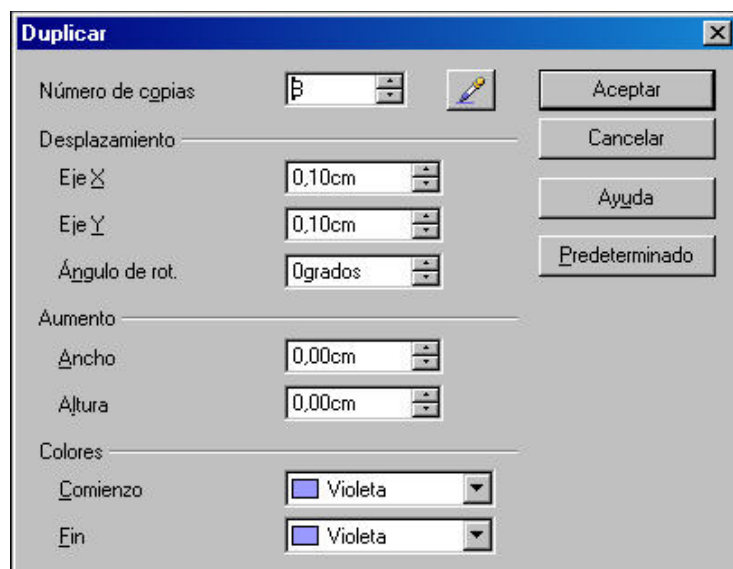 Duplicar
Número de copias 3 Aceptar
Desplazamiento Cancelar
Eje X 0,10cm
Ayuda
Eje Y 0,10cm
Ángulo de rot. 0grados Predeterminado
Aumento
Ancho 0,00cm
Altura 0,00cm
Colores
Comienzo Violeta
Fin Violeta